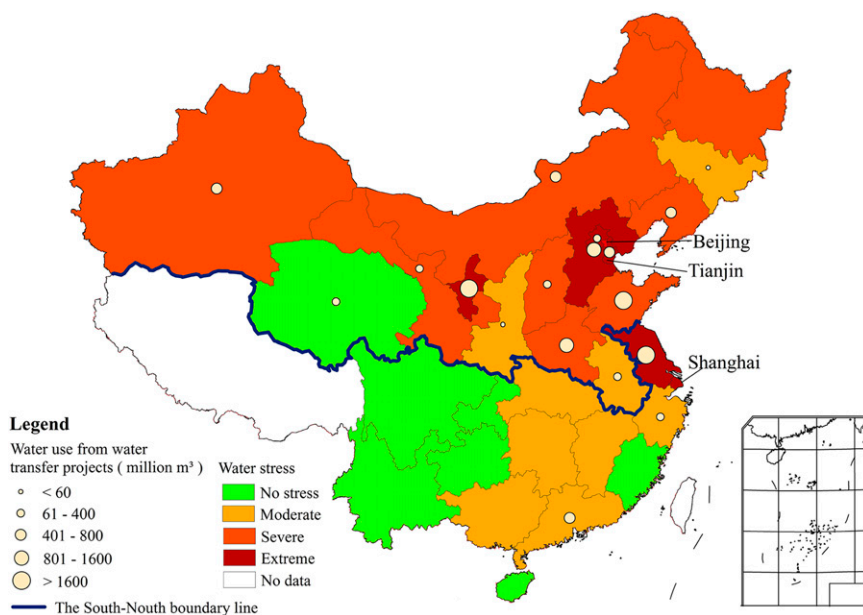 Beijing
Tianjin
Shanghai
Legend
Water use from water
transfer projects ( million m³ )
< 60
61 - 400
401 - 800
801 - 1600
> 1600
The South-Nouth boundary line
Water stress
No stress
Moderate
Severe
Extreme
No data